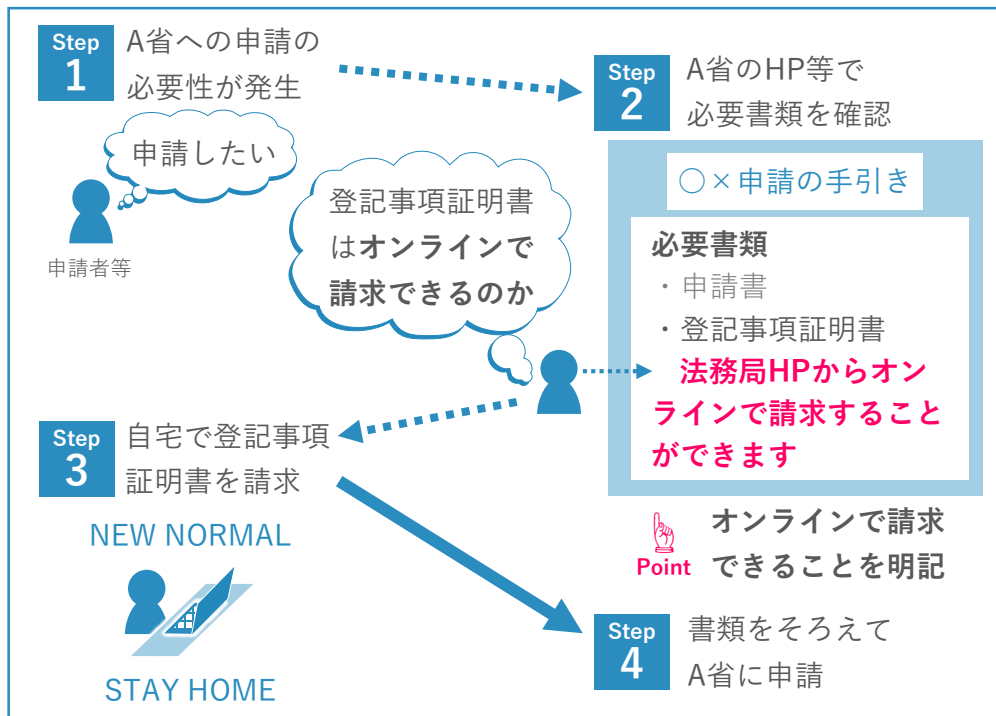 Step
1
A省への申請の
必要性が発生
申請したい
申請者等
Step
2
A省のHP等で
必要書類を確認
○×申請の手引き
必要書類
・申請書
・登記事項証明書
法務局HPからオン
ラインで請求すること
ができます
Point
オンラインで請求
できることを明記
登記事項証明書
はオンラインで
請求できるのか
Step
3
自宅で登記事項
証明書を請求
NEW NORMAL
STAY HOME
Step
4
書類をそろえて
A省に申請